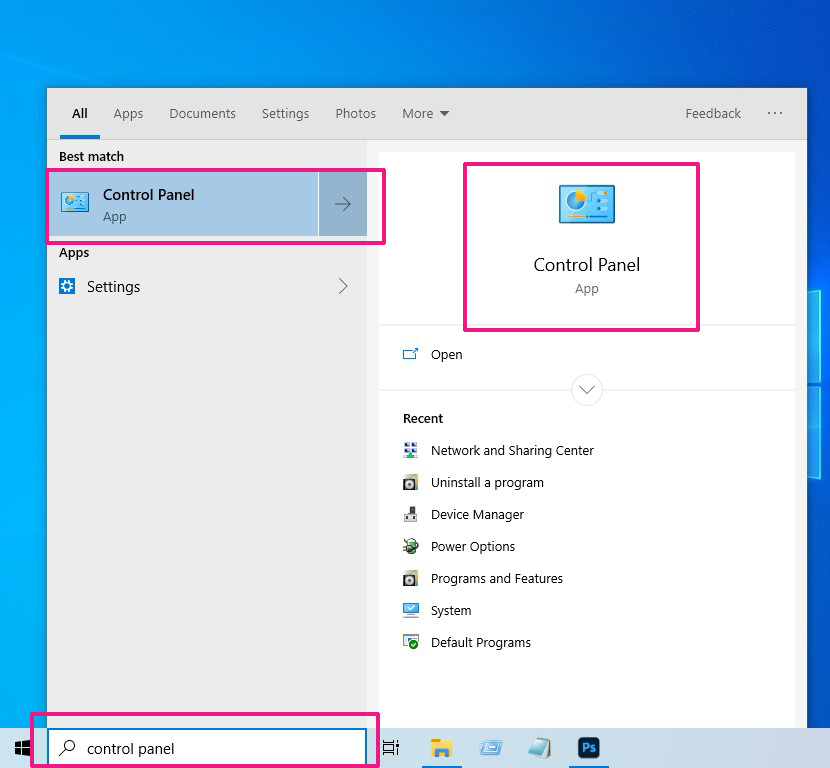 All Apps Documents Settings Photos More Feedback ...
Best match
Control Panel
App
Apps
Settings
Control Panel
App
Open
Recent
Network and Sharing Center
Uninstall a program
Device Manager
Power Options
Programs and Features
System
Default Programs
control panel
Ps